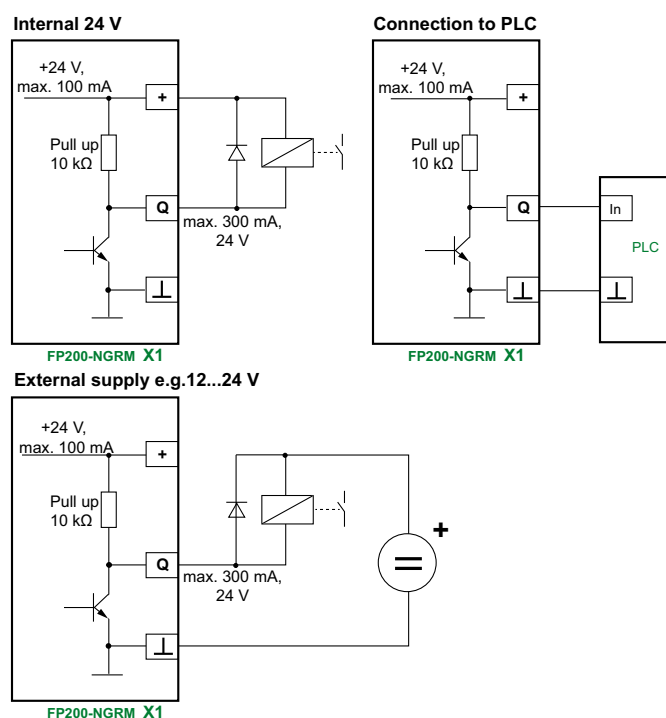 Internal 24 V
+24 V,
max. 100 mA
+
Pull up
10 kΩ
Q
max. 300 mA,
24 V
⊥
FP200-NGRM X1
Connection to PLC
+24 V,
max. 100 mA
+
Pull up
10 kΩ
Q
In
PLC
⊥
⊥
FP200-NGRM X1
External supply e.g.12...24 V
+24 V,
max. 100 mA
+
Pull up
10 kΩ
+
Q
max. 300 mA,
24 V
=
⊥
FP200-NGRM X1